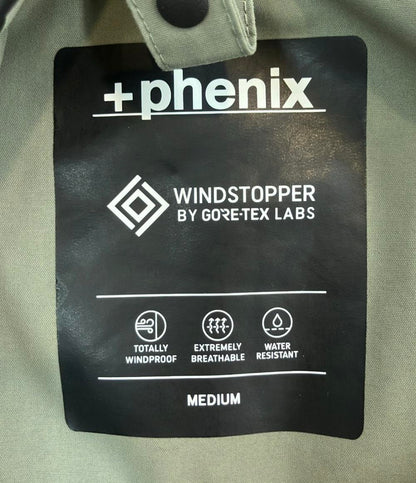 +phenix
WINDSTOPPER
BY GORE-TEX LABS
TOTALLY
WINDPROOF
EXTREMELY
BREATHABLE
WATER
RESISTANT
MEDIUM